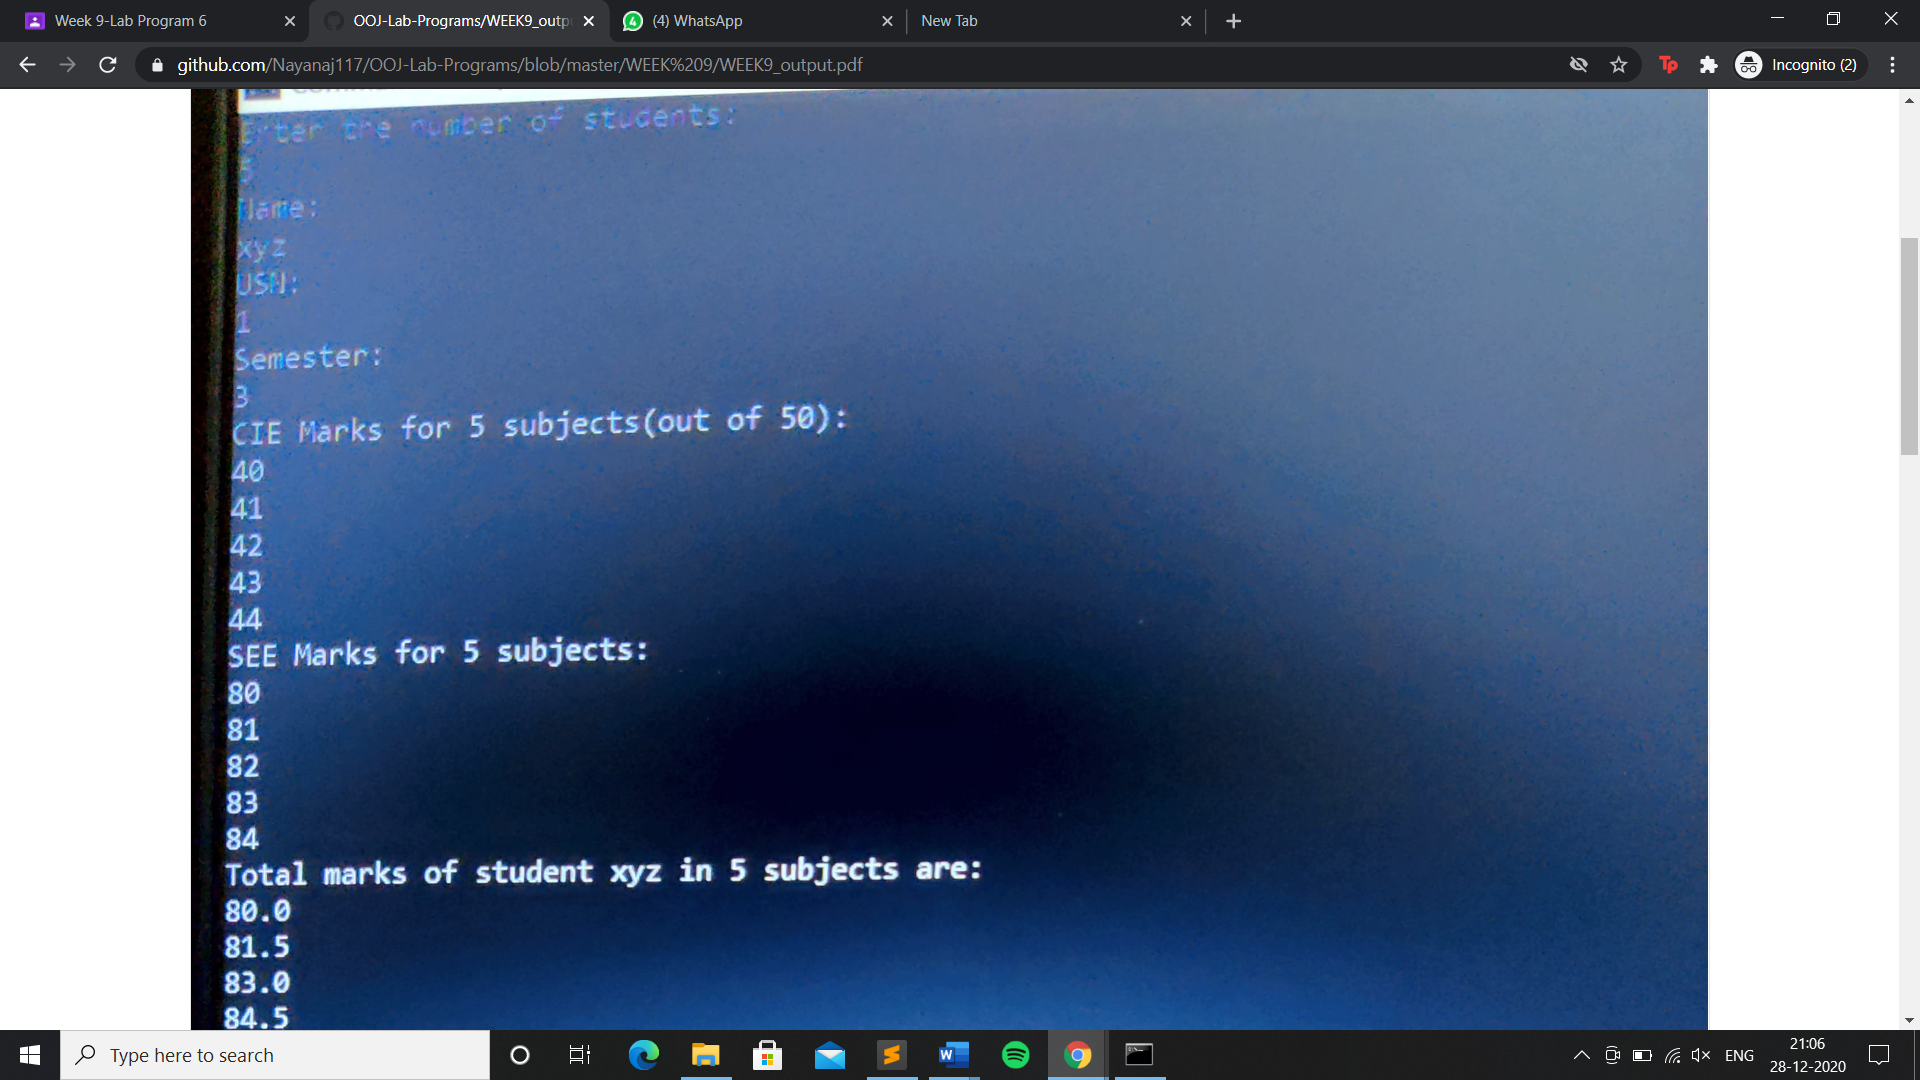 Week 9-Lab Program 6
OOJ-Lab-Programs/WEEK9_outp
(4) WhatsApp
New Tab
github.com/Nayanaj117/OOJ-Lab-Programs/blob/master/WEEK%209/WEEK9_output.pdf
Incognito (2)
Enter the number of students:
5
Name:
xyz
USN:
1
Semester:
3
CIE Marks for 5 subjects(out of 50):
40
41
42
43
44
SEE Marks for 5 subjects:
80
81
82
83
84
Total marks of student xyz in 5 subjects are:
80.0
81.5
83.0
84.5
Type here to search
ENG
21:06
28-12-2020